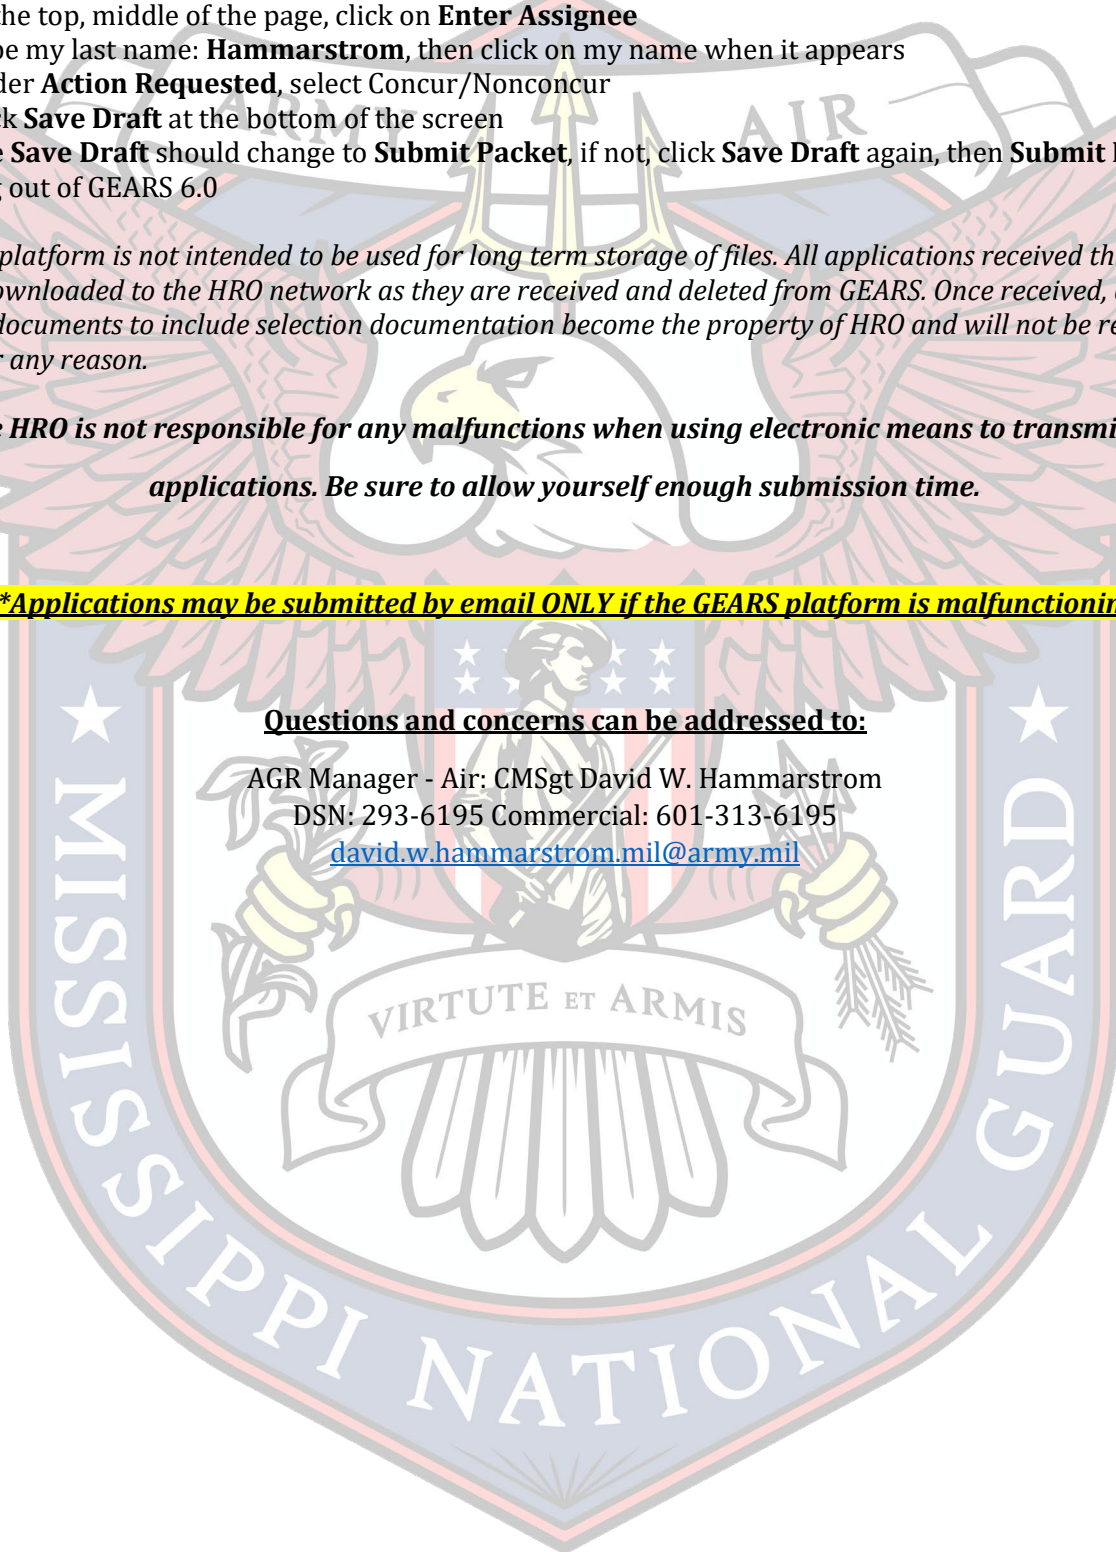 the top, middle of the page, click on Enter Assignee
pe my last name: Hammarstrom, then click on my name when it appears
der Action Requested, select Concur/Nonconcur
ck Save Draft at the bottom of the screen
e Save Draft should change to Submit Packet, if not, click Save Draft again, then Submit
g out of GEARS 6.0
platform is not intended to be used for long term storage of files. All applications received th
ownloaded to the HRO network as they are received and deleted from GEARS. Once received,
documents to include selection documentation become the property of HRO and will not be re
r any reason.
e HRO is not responsible for any malfunctions when using electronic means to transmi
applications. Be sure to allow yourself enough submission time.
*Applications may be submitted by email ONLY if the GEARS platform is malfunctionin
Questions and concerns can be addressed to:
AGR Manager - Air: CMSgt David W. Hammarstrom
DSN: 293-6195 Commercial: 601-313-6195
david.w.hammarstrom.mil@army.mil
ARMY AIR
VIRTUTE ET ARMIS
MISSISSIPPI NATIONAL GUARD